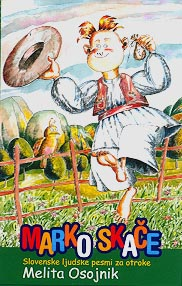 MARKO SKAČE
Slovenske ljudske pesmi za otroke
Melita Osojnik